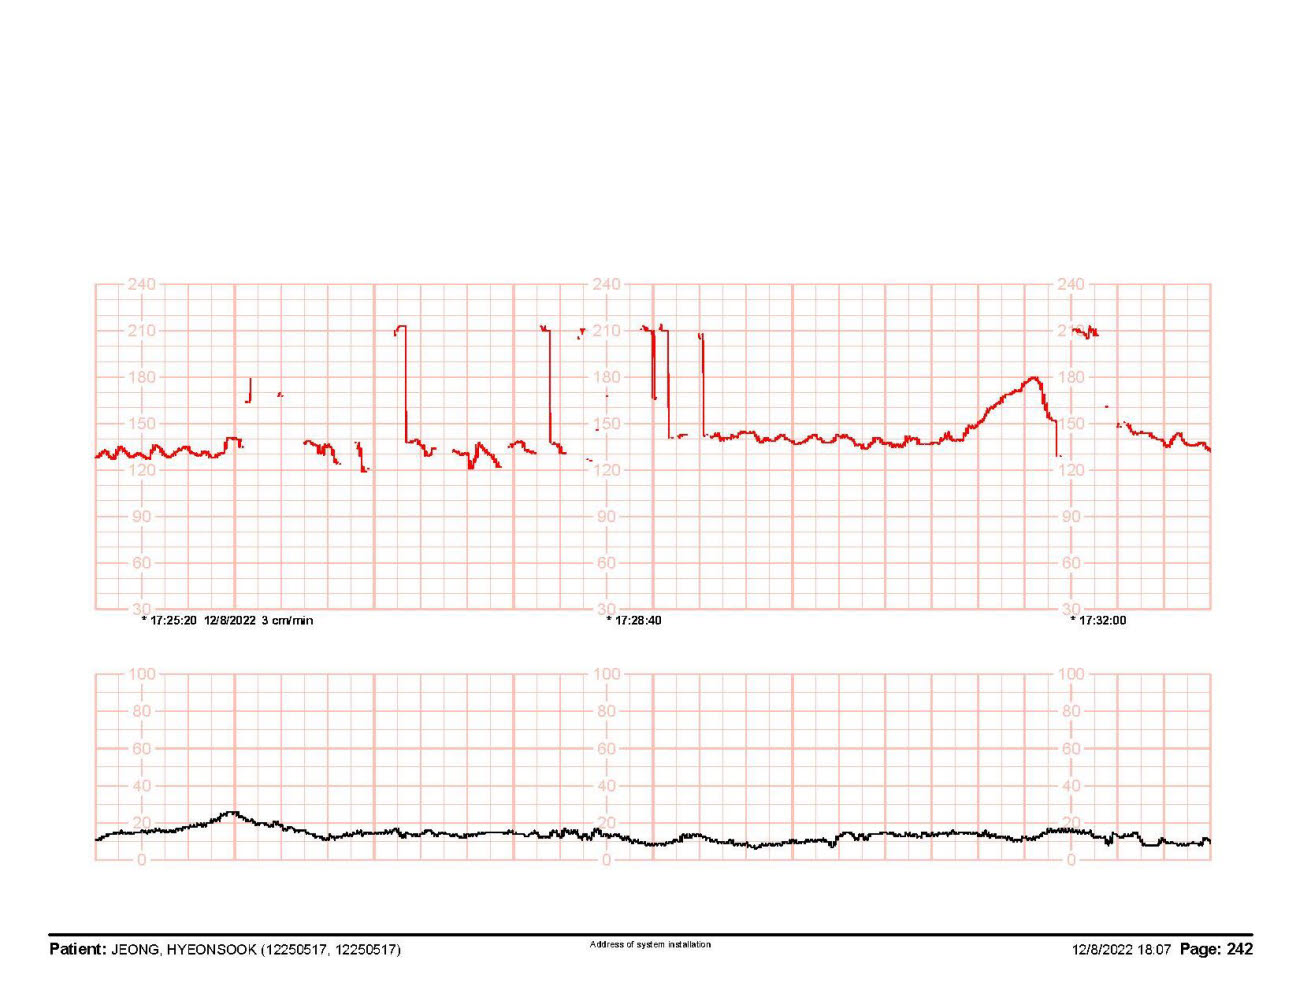 240 240 240
210 210 210
180 180 180
150 150 150
120 120 120
90 90 90
60 60 60
30 30 30
* 17:25:20 12/8/2022 3 cm/min * 17:28:40 * 17:32:00
100 100 100
80 80 80
60 60 60
40 40 40
20 20 20
0 0 0
Patient: JEONG, HYEONSOOK (12250517, 12250517) Address of system installation 12/8/2022 18:07 Page: 242